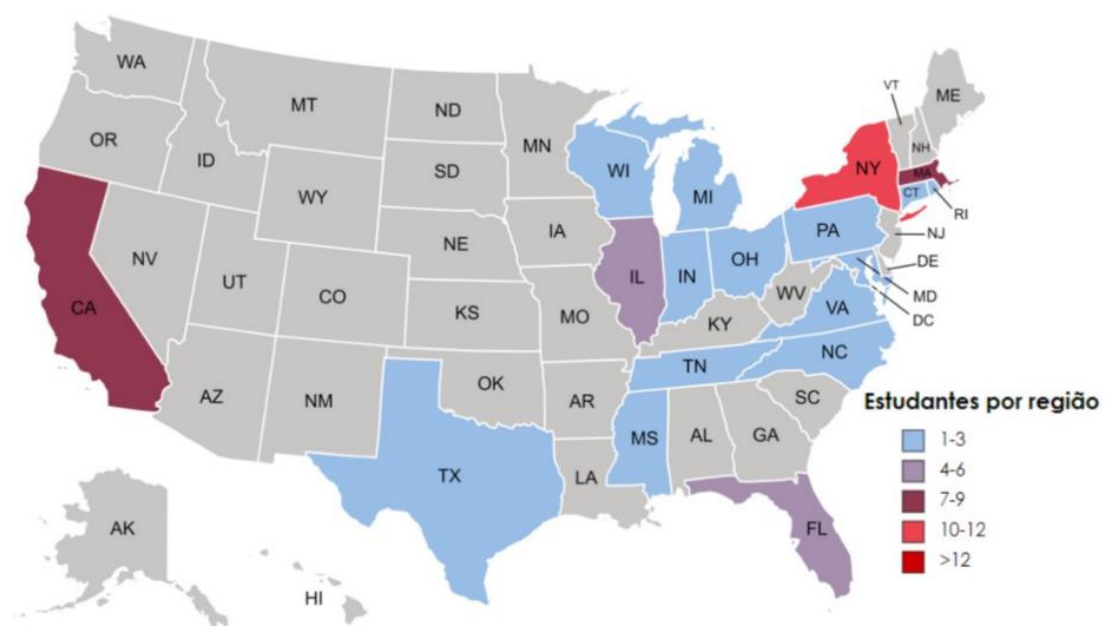 WA
MT
ND
MN
VT
ME
OR
ID
SD
WI
NH
WY
MI
NY
MA
CT
RI
NE
IA
PA
NJ
NV
UT
CO
IL
IN
OH
DE
WV
MD
CA
KS
MO
KY
VA
DC
AZ
NM
OK
AR
TN
NC
SC
TX
LA
MS
AL
GA
Estudantes por região
1-3
4-6
7-9
10-12
>12
AK
HI
FL